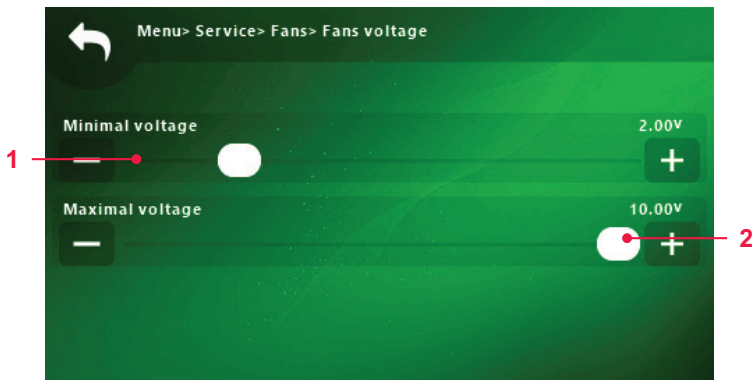 Menu> Service> Fans> Fans voltage
Minimal voltage 2.00V
1
Maximal voltage 10.00V
2